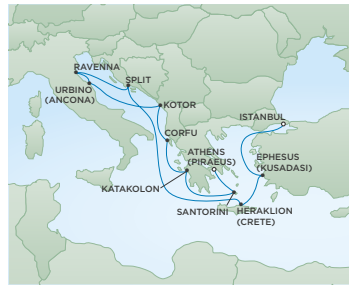 RAVENNA
SPLIT
URBINO
(ANCONA)
KOTOR
ISTANBUL
CORFU
ATHENS
(PIRAEUS)
EPHESUS
(KUSADASI)
KATAKOLON
SANTORINI
HERAKLION
(CRETE)